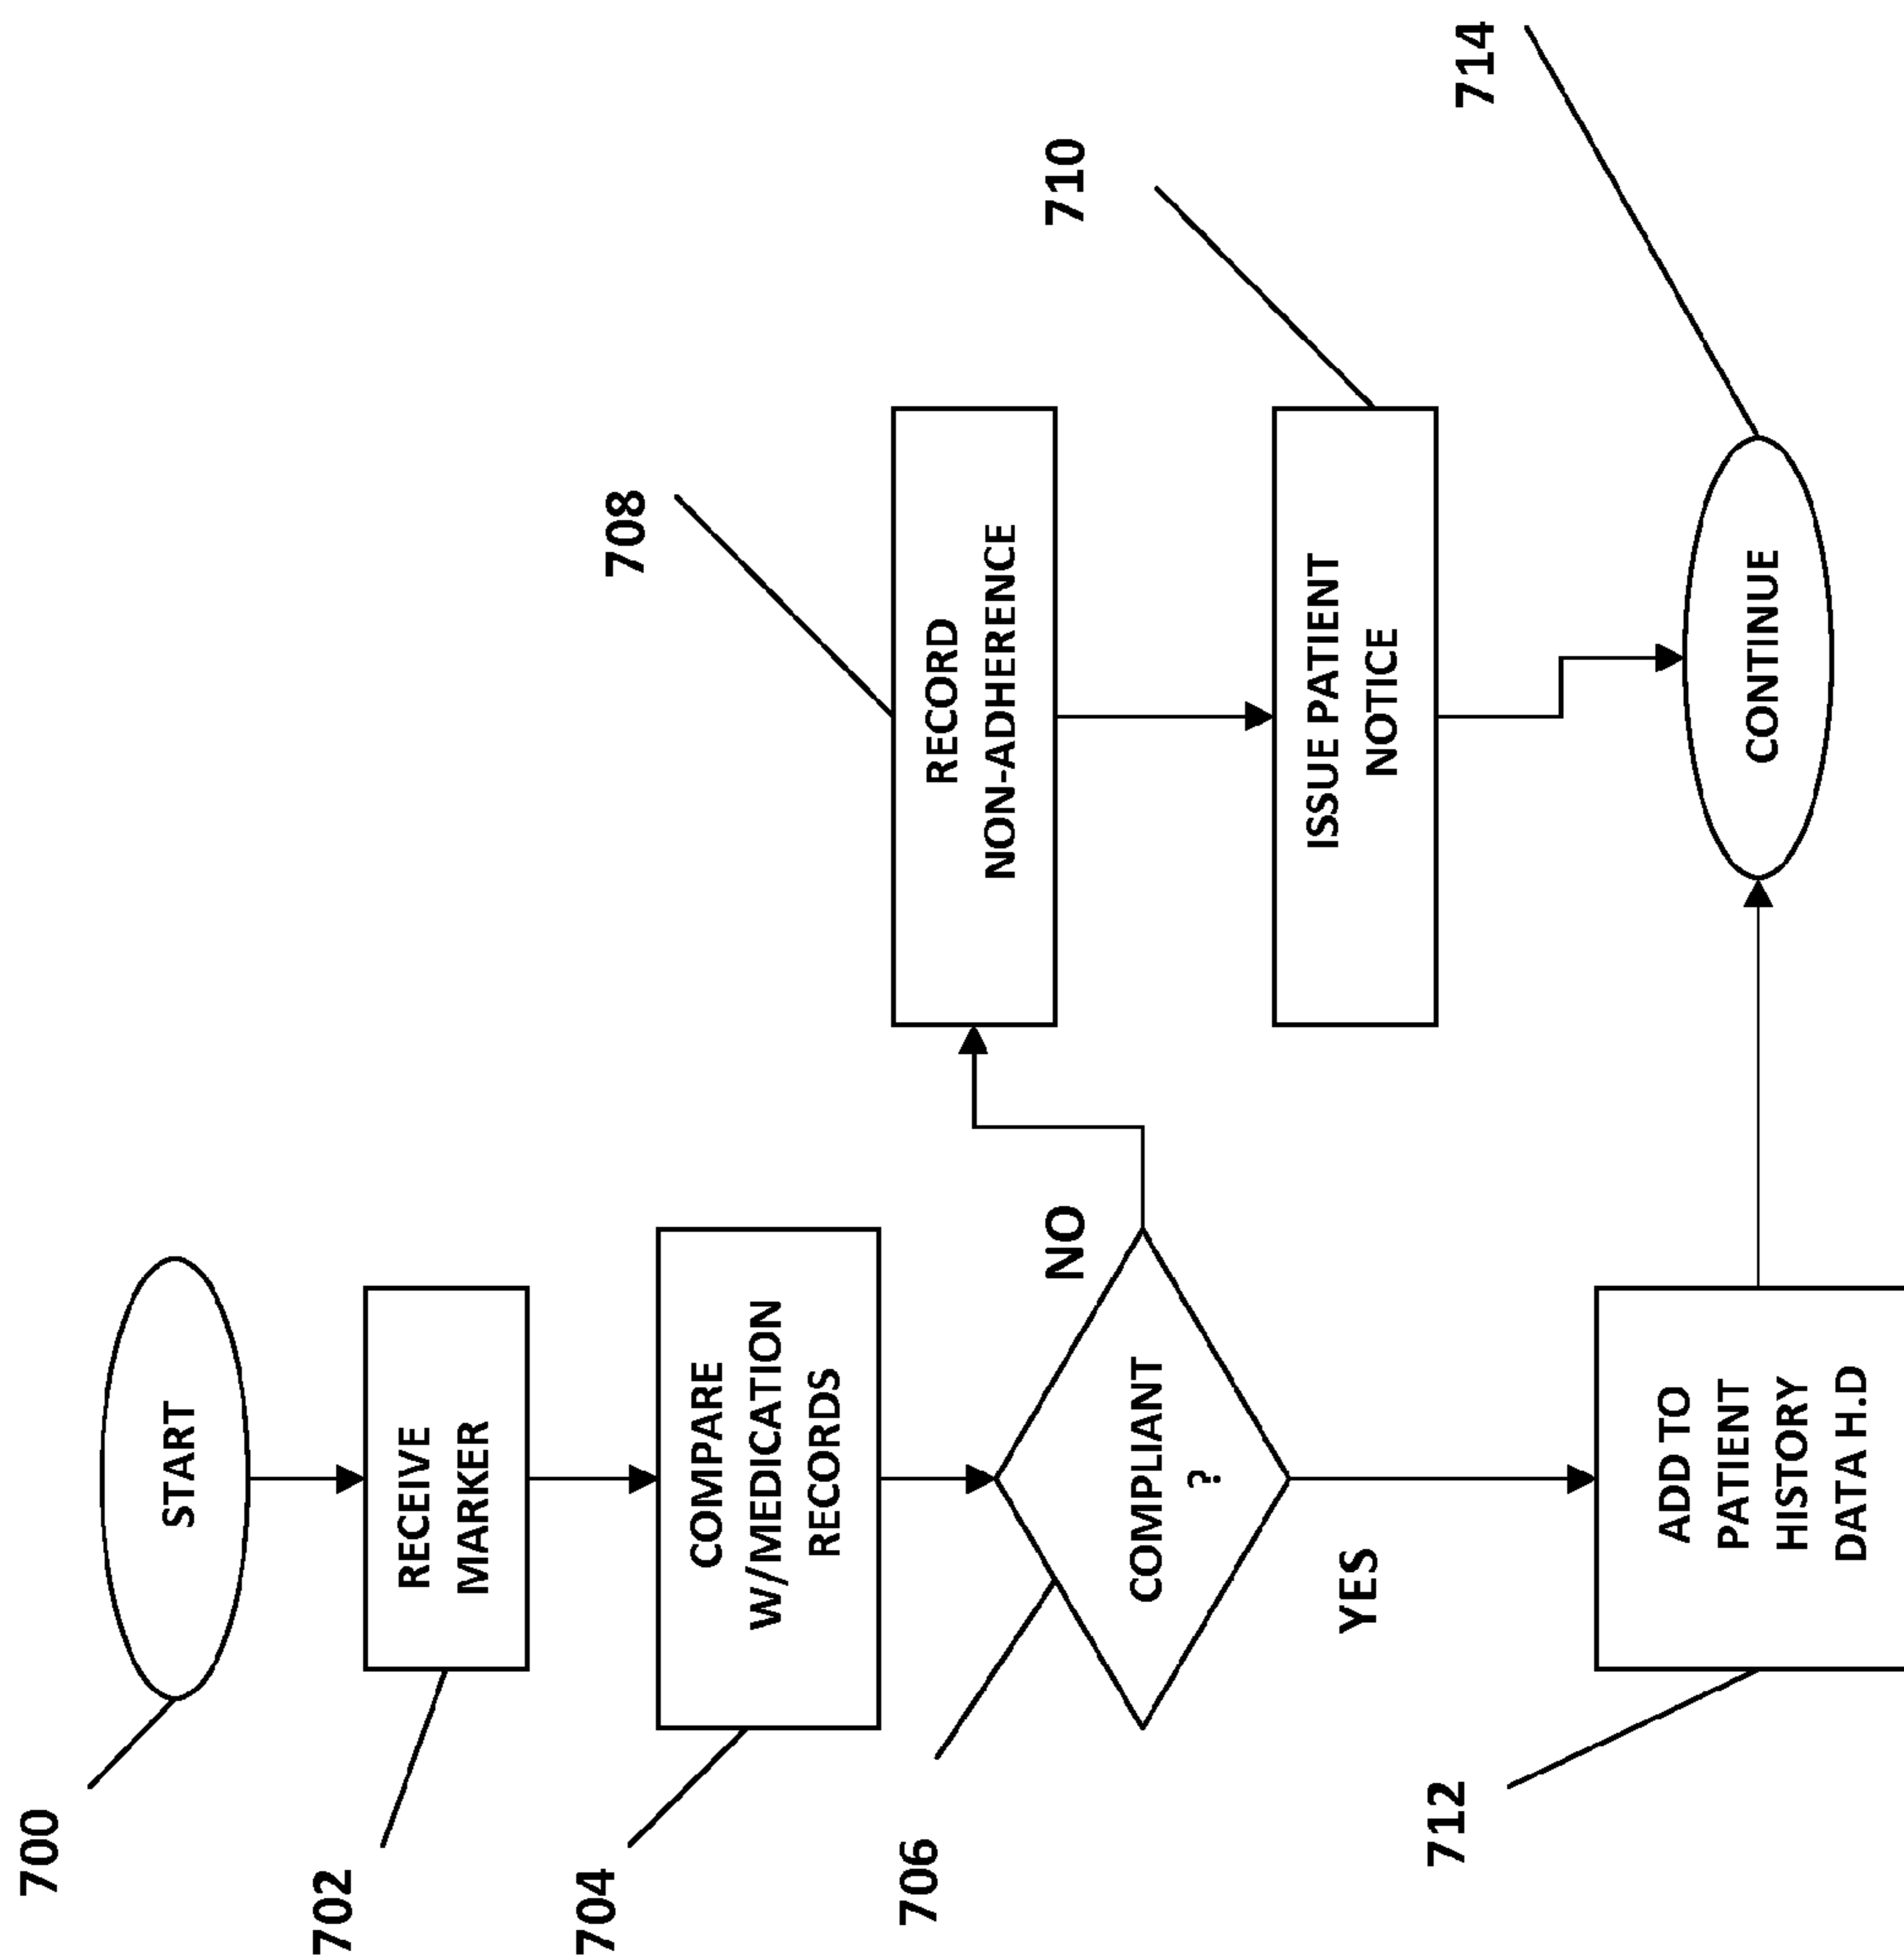 700
START
702
RECEIVE
MARKER
704
COMPARE
W/MEDICATION
RECORDS
706
COMPLIANT
?
NO
YES
708
RECORD
NON-ADHERENCE
710
ISSUE PATIENT
NOTICE
712
ADD TO
PATIENT
HISTORY
DATA H.D
714
CONTINUE